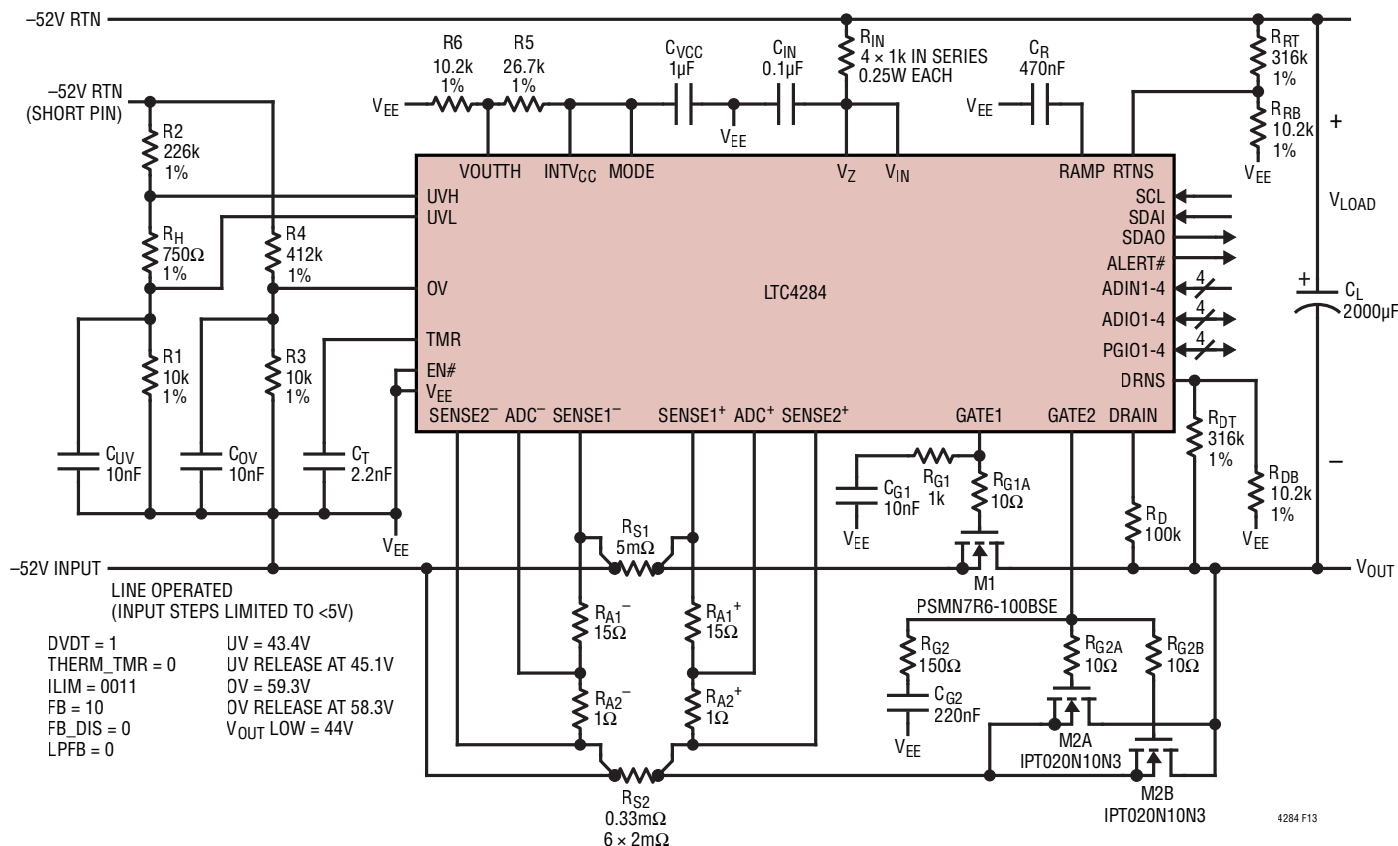 –52V RTN
–52V RTN
(SHORT PIN)
R2
226k
1%
RH
750Ω
1%
R4
412k
1%
R1
10k
1%
R3
10k
1%
CUV
10nF
COV
10nF
CT
2.2nF
VEE
VEE
R6
10.2k
1%
R5
26.7k
1%
CVCC
1µF
VEE
CIN
0.1µF
RIN
4 × 1k IN SERIES
0.25W EACH
VEE
CR
470nF
RRT
316k
1%
RRB
10.2k
1%
VEE
+
VLOAD
–
+
CL
2000µF
VOUTTH
INTVCC
MODE
VZ
VIN
RAMP
RTNS
UVH
UVL
OV
TMR
EN#
VEE
LTC4284
SCL
SDAI
SDAO
ALERT#
ADIN1-4
4
ADIO1-4
4
PGIO1-4
4
DRNS
SENSE2–
ADC–
SENSE1–
SENSE1+
ADC+
SENSE2+
GATE1
GATE2
DRAIN
RDT
316k
1%
RDB
10.2k
1%
VEE
RG1
1k
CG1
10nF
VEE
RG1A
10Ω
RD
100k
RS1
5mΩ
M1
PSMN7R6-100BSE
–52V INPUT
VOUT
RA1–
15Ω
RA1+
15Ω
RA2–
1Ω
RA2+
1Ω
RG2
150Ω
CG2
220nF
VEE
RG2A
10Ω
RG2B
10Ω
M2A
IPT020N10N3
M2B
IPT020N10N3
RS2
0.33mΩ
6 × 2mΩ
LINE OPERATED
(INPUT STEPS LIMITED TO <5V)
DVDT = 1
THERM_TMR = 0
ILIM = 0011
FB = 10
FB_DIS = 0
LPFB = 0
UV = 43.4V
UV RELEASE AT 45.1V
OV = 59.3V
OV RELEASE AT 58.3V
VOUT LOW = 44V
4284 F13